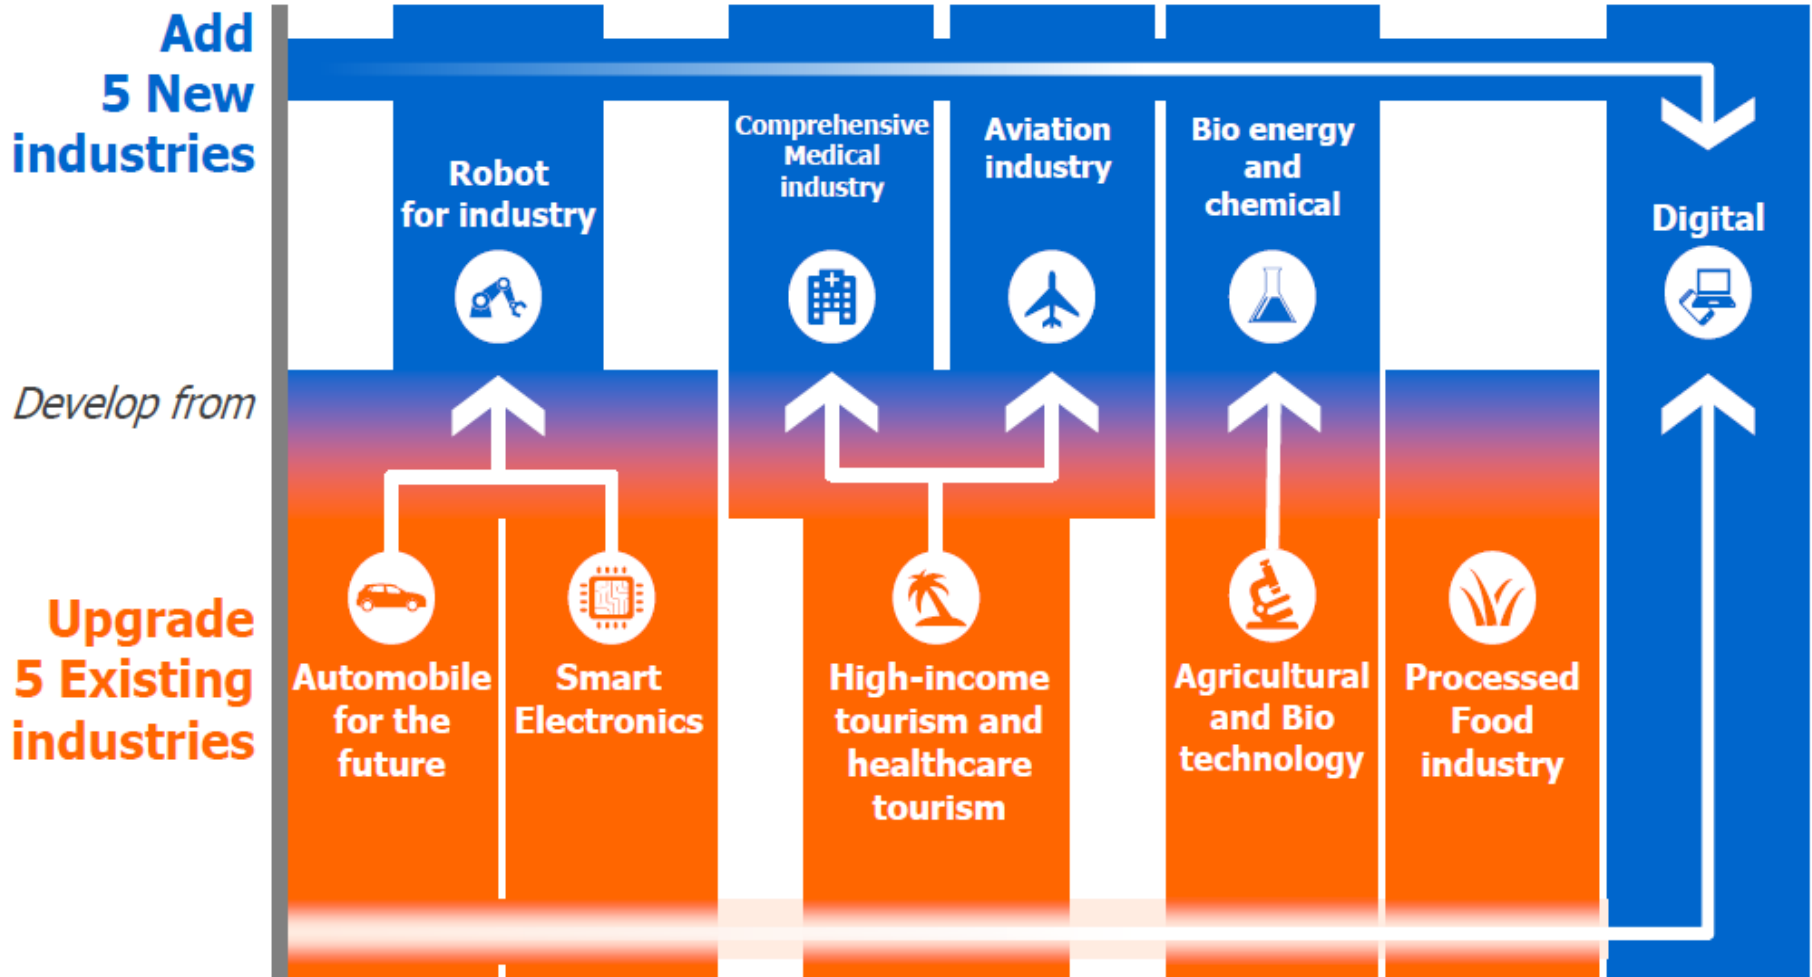 Add
5 New
industries
Robot
for industry
Comprehensive
Medical
industry
Aviation
industry
Bio energy
and
chemical
Digital
Develop from
Upgrade
5 Existing
industries
Automobile
for the
future
Smart
Electronics
High-income
tourism and
healthcare
tourism
Agricultural
and Bio
technology
Processed
Food
industry